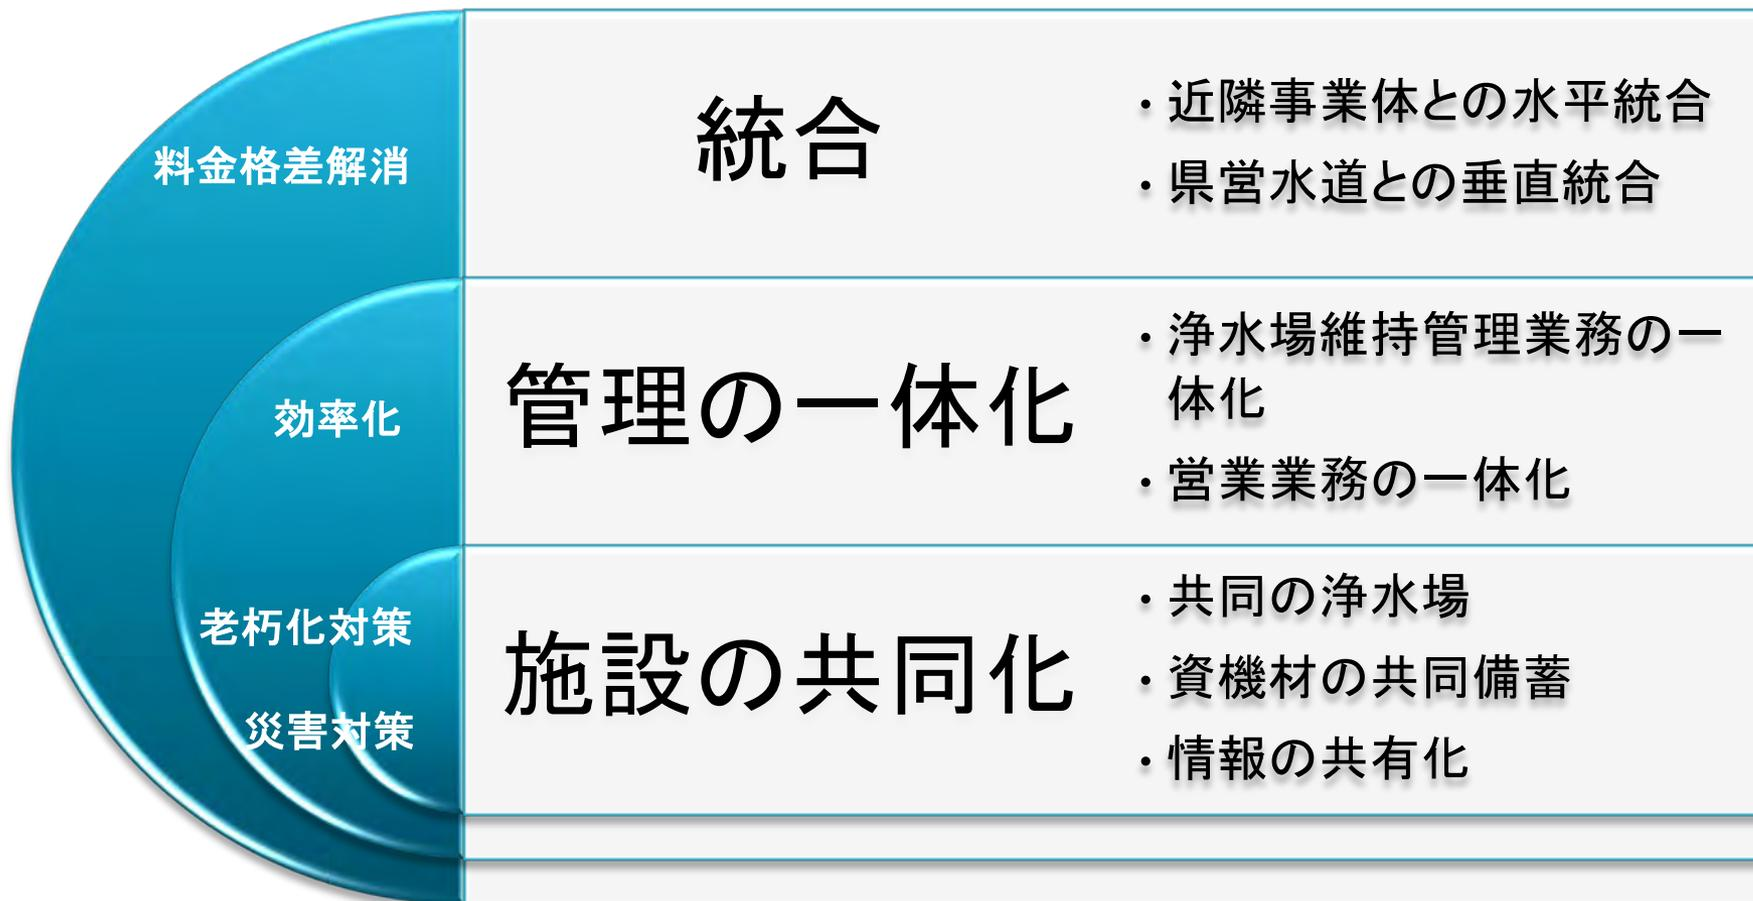 料金格差解消
統合
・近隣事業体との水平統合
・県営水道との垂直統合
効率化
管理の一体化
・浄水場維持管理業務の一
体化
・営業業務の一体化
老朽化対策
災害対策
施設の共同化
・共同の浄水場
・資機材の共同備蓄
・情報の共有化